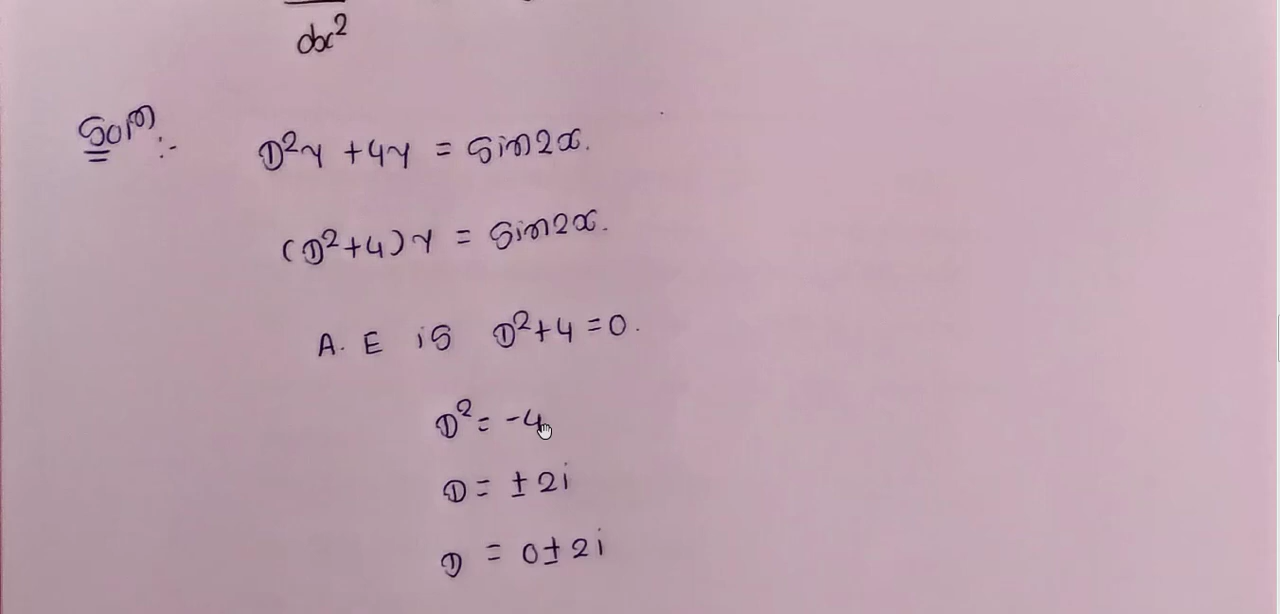 dx²
Soln:-
D²y + 4y = Sin2x.
(D²+4)y = Sin2x.
A.E is D²+4=0.
D² = -4
D = ± 2i
D = 0± 2i